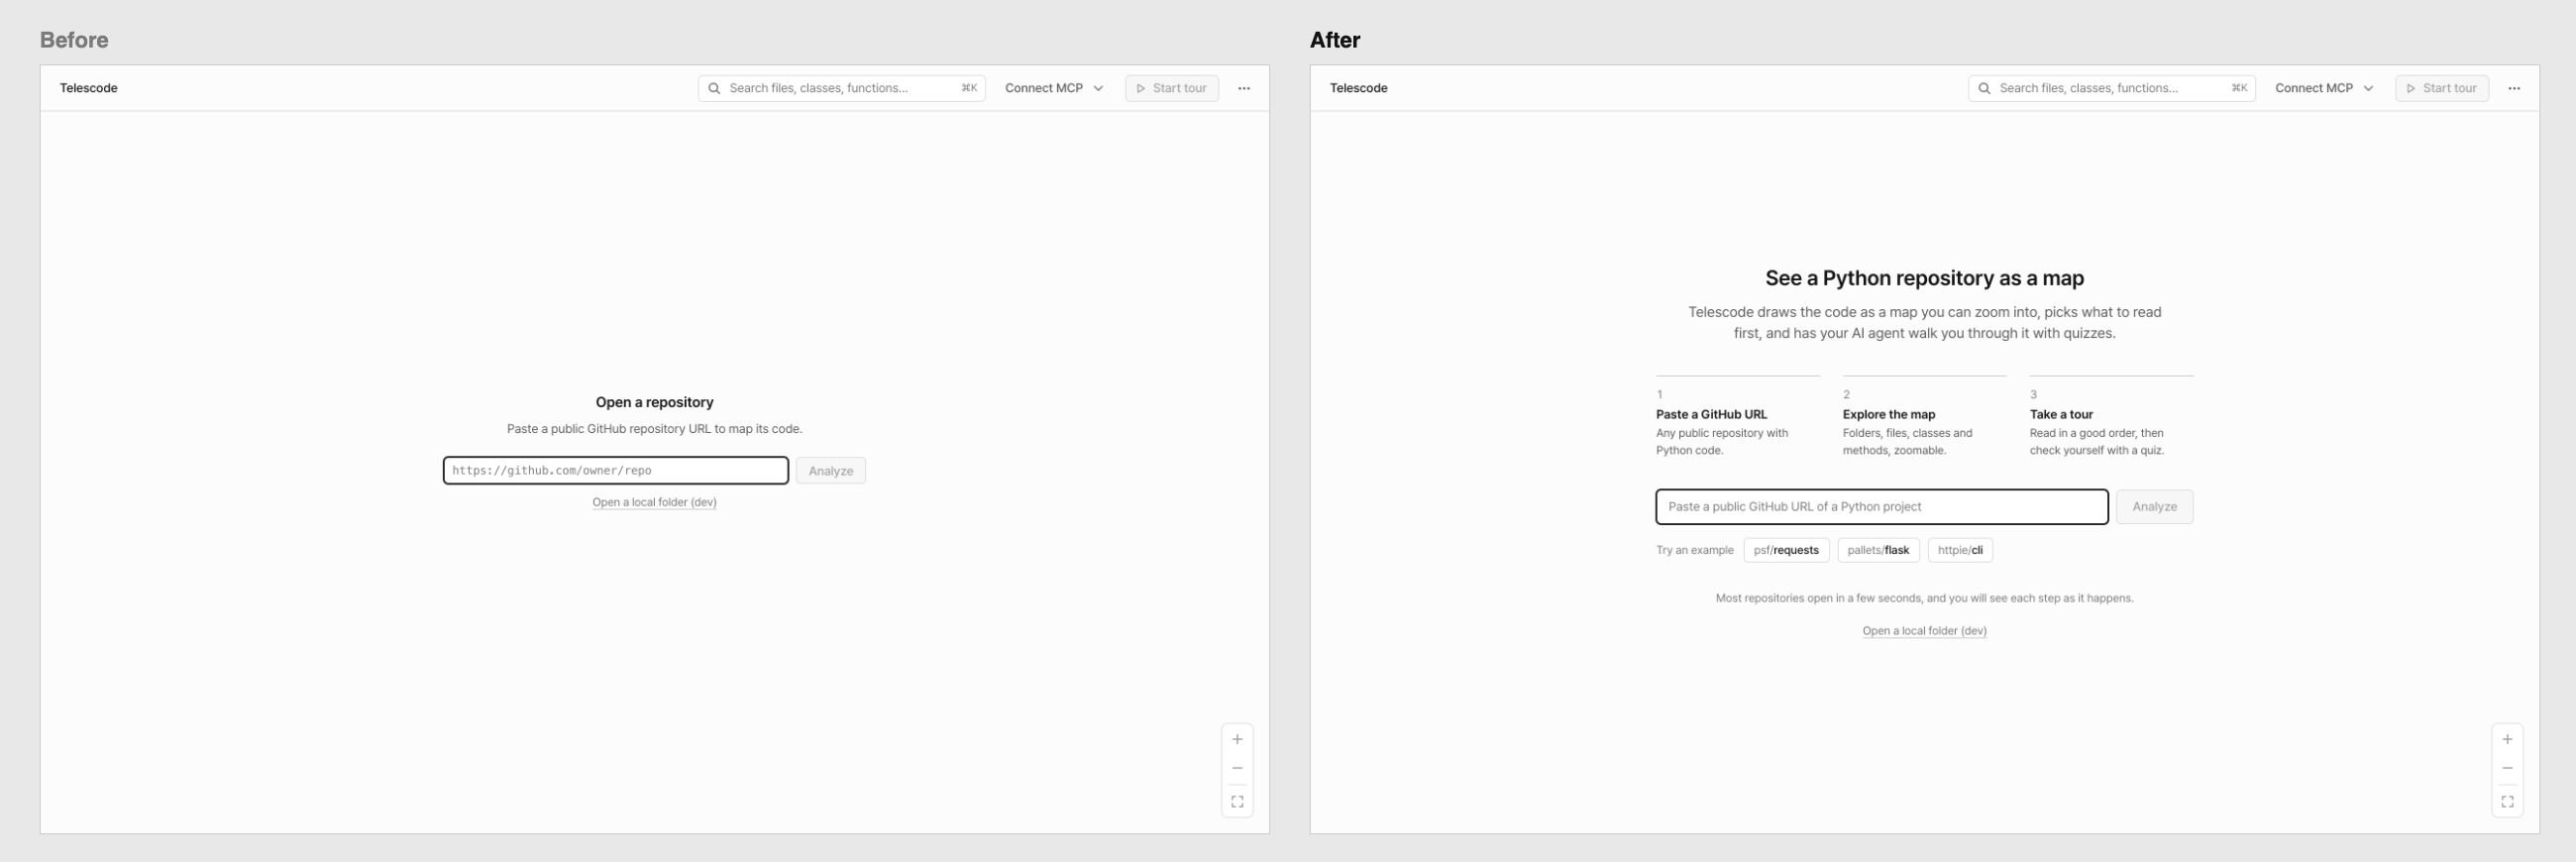 Before
Telescode
Search files, classes, functions... ⌘K
Connect MCP
Start tour
Open a repository
Paste a public GitHub repository URL to map its code.
https://github.com/owner/repo
Analyze
Open a local folder (dev)
After
Telescode
Search files, classes, functions... ⌘K
Connect MCP
Start tour
See a Python repository as a map
Telescode draws the code as a map you can zoom into, picks what to read
first, and has your AI agent walk you through it with quizzes.
1
Paste a GitHub URL
Any public repository with
Python code.
2
Explore the map
Folders, files, classes and
methods, zoomable.
3
Take a tour
Read in a good order, then
check yourself with a quiz.
Paste a public GitHub URL of a Python project
Analyze
Try an example psf/requests pallets/flask httpie/cli
Most repositories open in a few seconds, and you will see each step as it happens.
Open a local folder (dev)